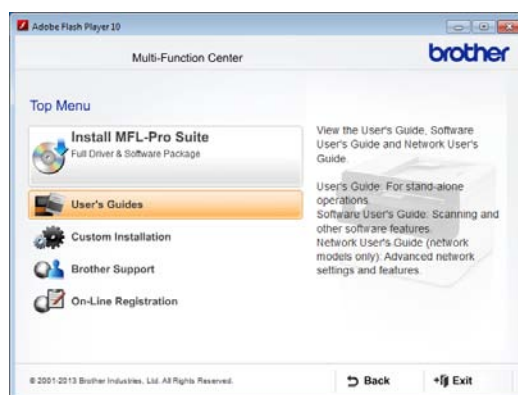 Adobe Flash Player 10
Multi-Function Center
brother
Top Menu
Install MFL-Pro Suite
Full Driver & Software Package
User's Guides
Custom Installation
Brother Support
On-Line Registration
View the User's Guide, Software
User's Guide and Network User's
Guide.
User's Guide: For stand-alone
operations.
Software User's Guide: Scanning and
other software features.
Network User's Guide (network
models only): Advanced network
settings and features.
© 2001-2013 Brother Industries, Ltd. All Rights Reserved.
Back
Exit